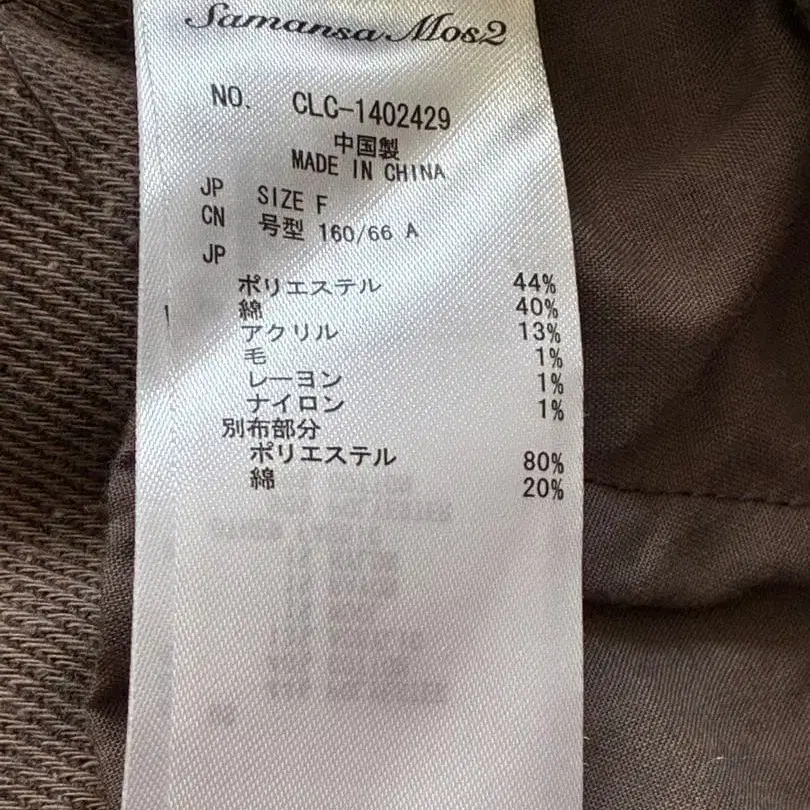 Samansa Mos2
NO. CLC-1402429
中国製
MADE IN CHINA
JP SIZE F
CN 号型 160/66 A
JP
ポリエステル 44%
綿 40%
アクリル 13%
毛 1%
レーヨン 1%
ナイロン 1%
別布部分
ポリエステル 80%
綿 20%